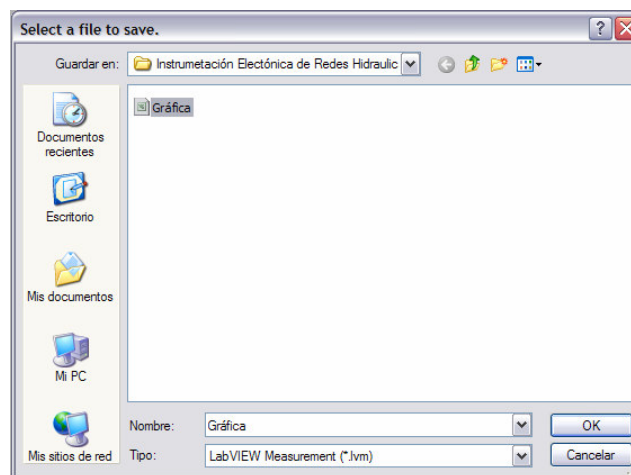 Select a file to save.
Guardar en:
Instrumetación Electónica de Redes Hidraulic
Gráfica
Documentos
recientes
Escritorio
Mis documentos
Mi PC
Mis sitios de red
Nombre:
Gráfica
OK
Tipo:
LabVIEW Measurement (*.lvm)
Cancelar